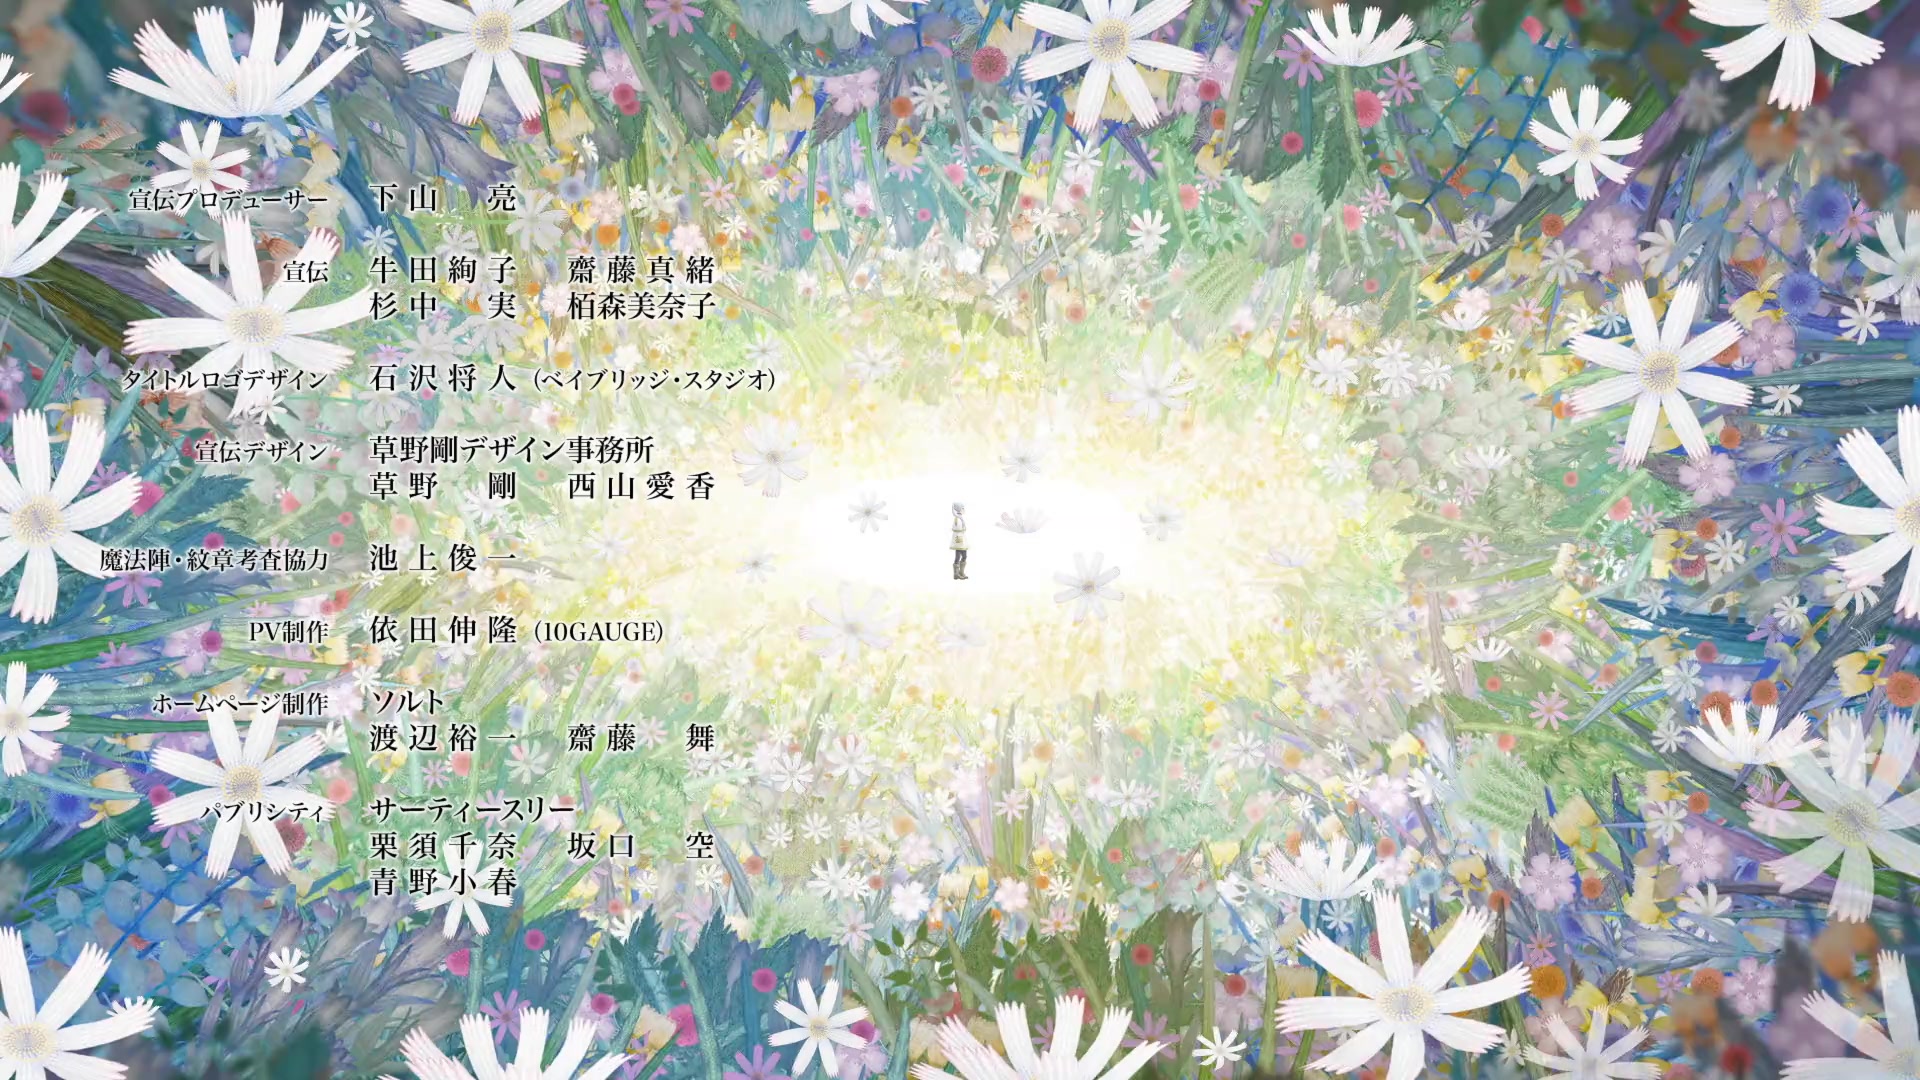 宣伝プロデューサー 下山 亮
宣伝 牛田絢子 齋藤真緒
杉中 実 栢森美奈子
タイトルロゴデザイン 石沢将人（ベイブリッジ・スタジオ）
宣伝デザイン 草野剛デザイン事務所
草野 剛 西山愛香
魔法陣・紋章考査協力 池上俊一
PV制作 依田伸隆（10GAUGE）
ホームページ制作 ソルト
渡辺裕一 齋藤 舞
パブリシティ サーティースリー
栗須千奈 坂口 空
青野小春